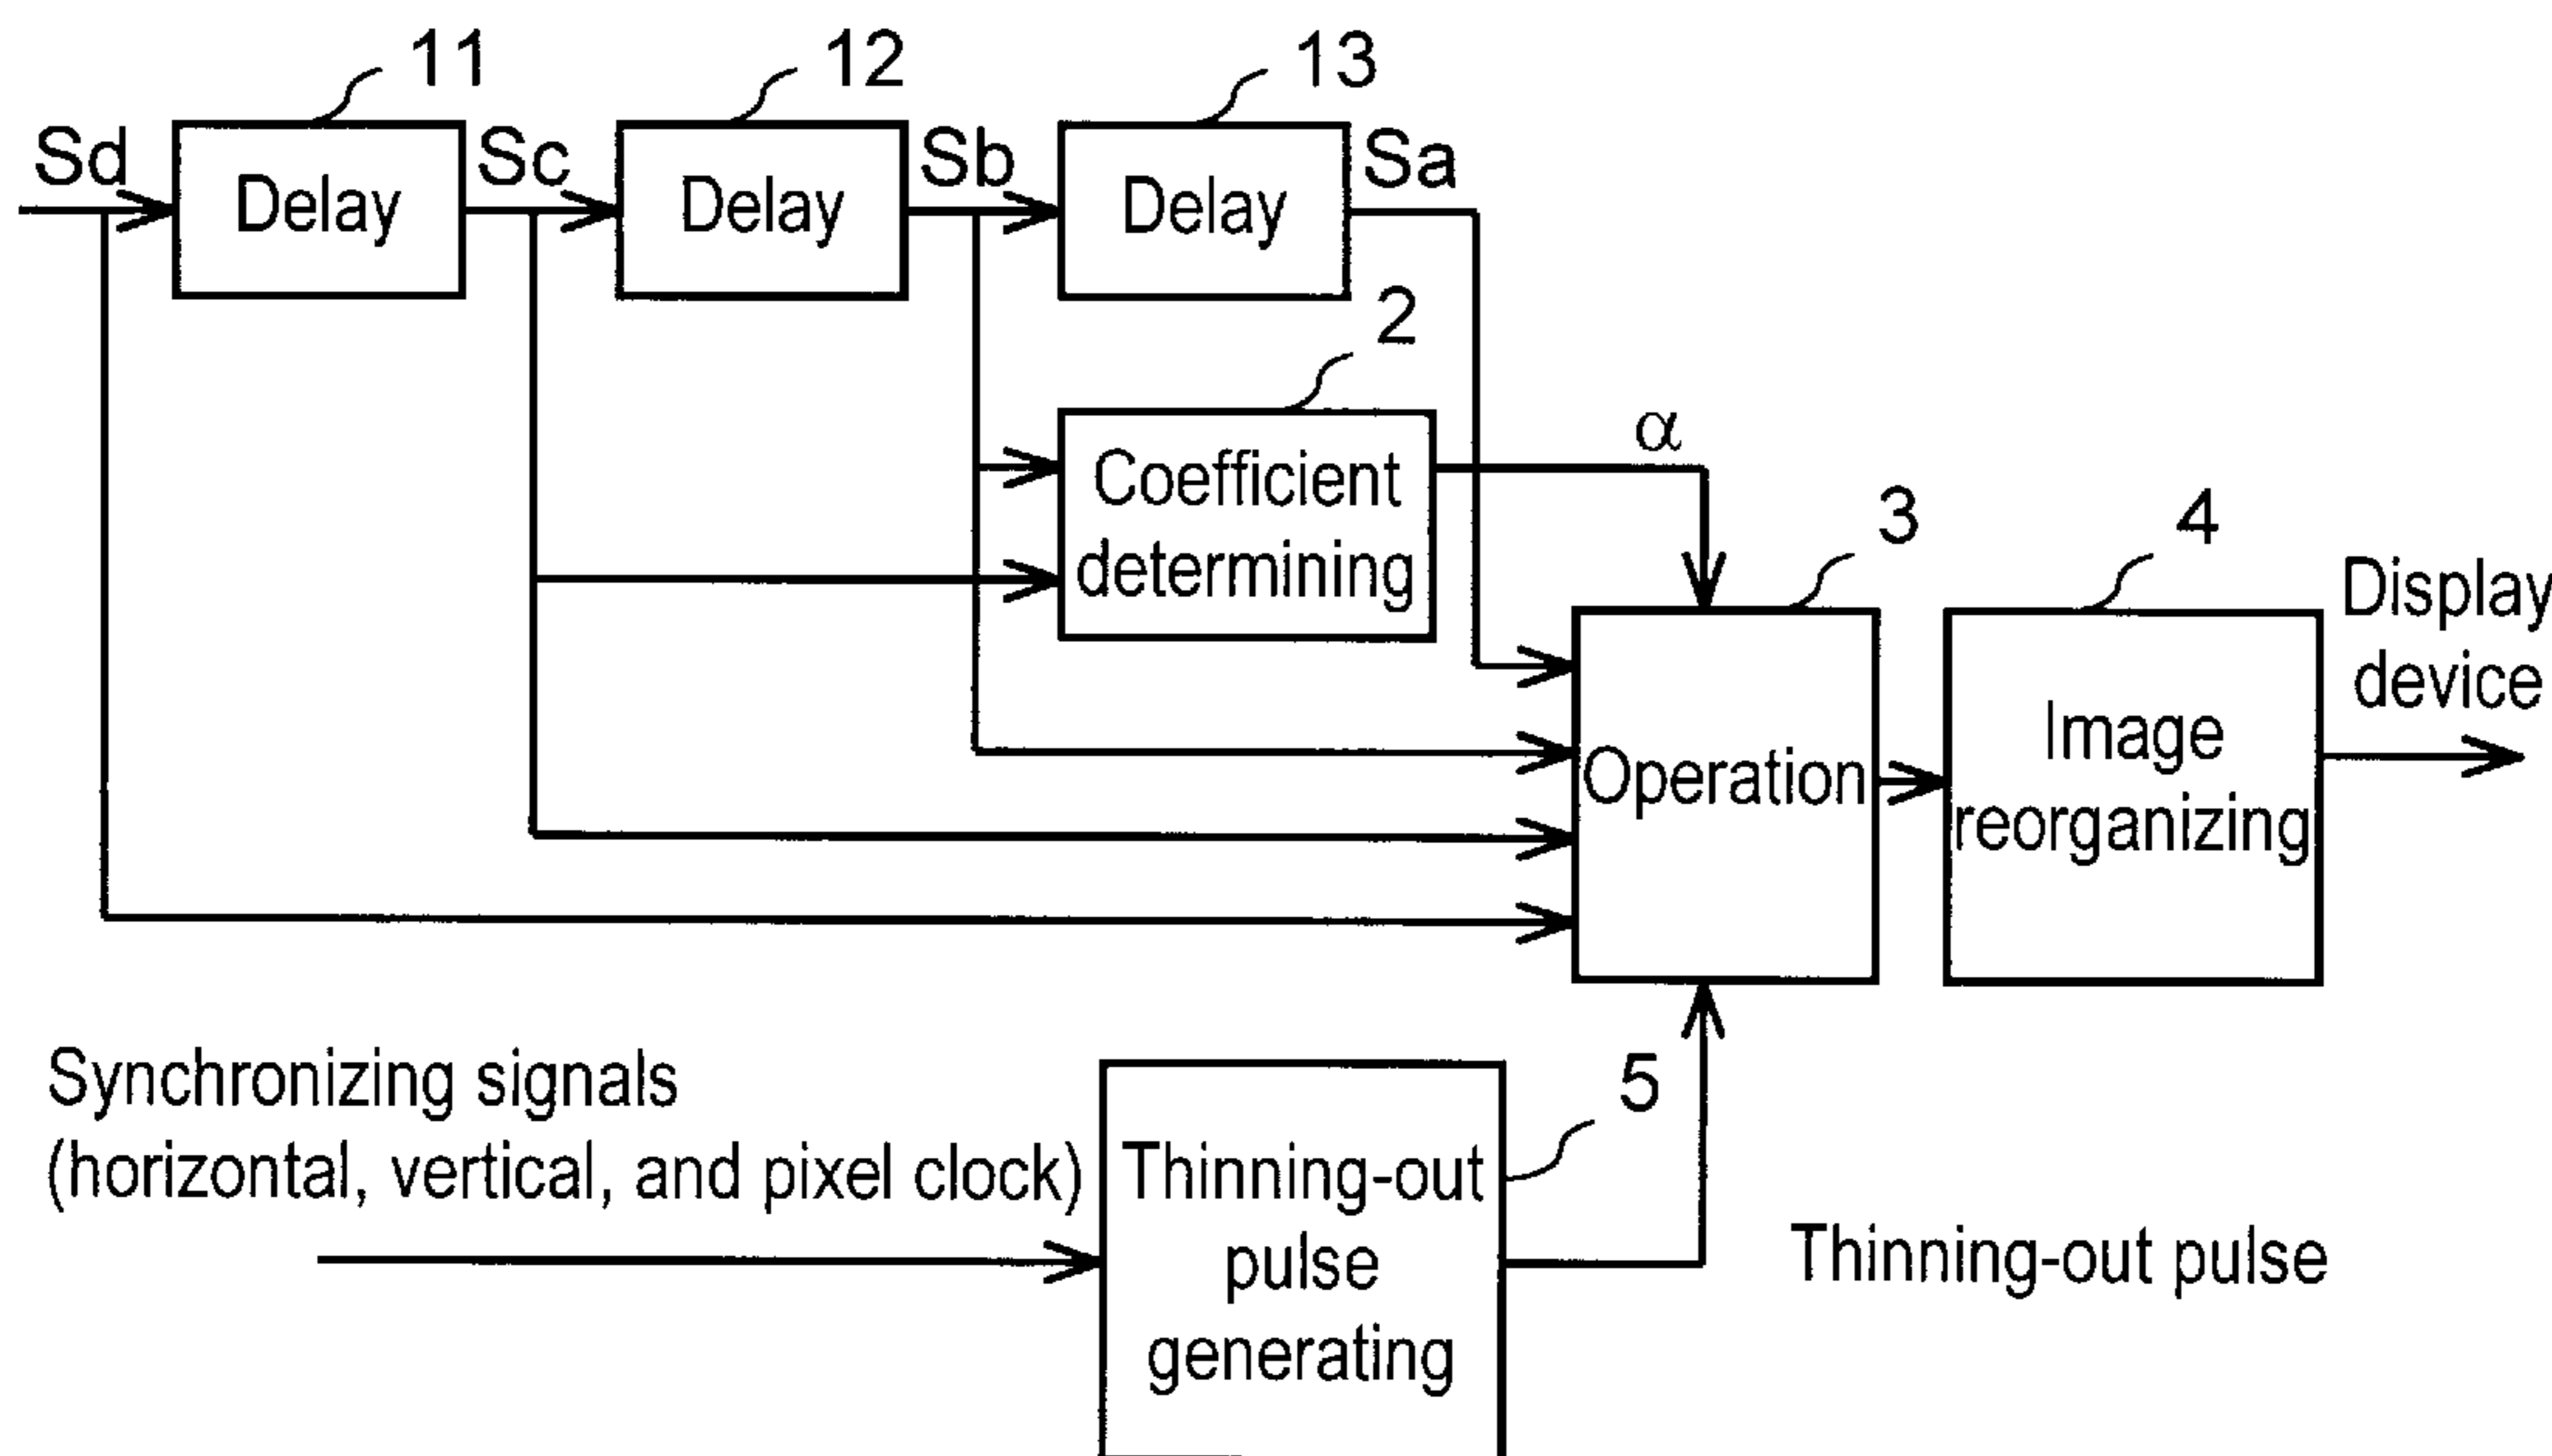 11
12
13
Sd
Delay
Sc
Delay
Sb
Delay
Sa
2
Coefficient
determining
α
3
4
Operation
Image
reorganizing
Display
device
Synchronizing signals
(horizontal, vertical, and pixel clock)
5
Thinning-out
pulse
generating
Thinning-out pulse